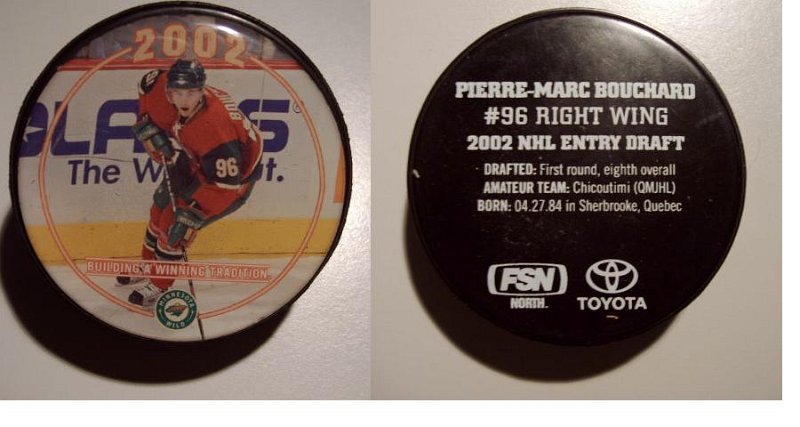 2002
LARIS
The W t.
96
BUILDING A WINNING TRADITION
MINNESOTA
WILD
PIERRE-MARC BOUCHARD
#96 RIGHT WING
2002 NHL ENTRY DRAFT
DRAFTED: First round, eighth overall
AMATEUR TEAM: Chicoutimi (QMJHL)
BORN: 04.27.84 in Sherbrooke, Quebec
FSN
NORTH
TOYOTA